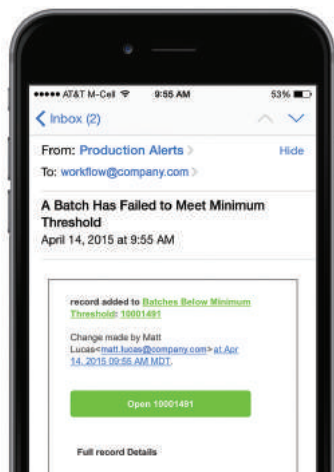 ●●●●● AT&T M-Cell 9:55 AM 53%
Inbox (2)
From: Production Alerts Hide
To: workflow@company.com
A Batch Has Failed to Meet Minimum
Threshold
April 14, 2015 at 9:55 AM
record added to Batches Below Minimum
Threshold: 10001491
Change made by Matt
Lucas<matt.lucas@company.com> at Apr
14, 2015 09:55 AM MDT.
Open 10001491
Full record Details